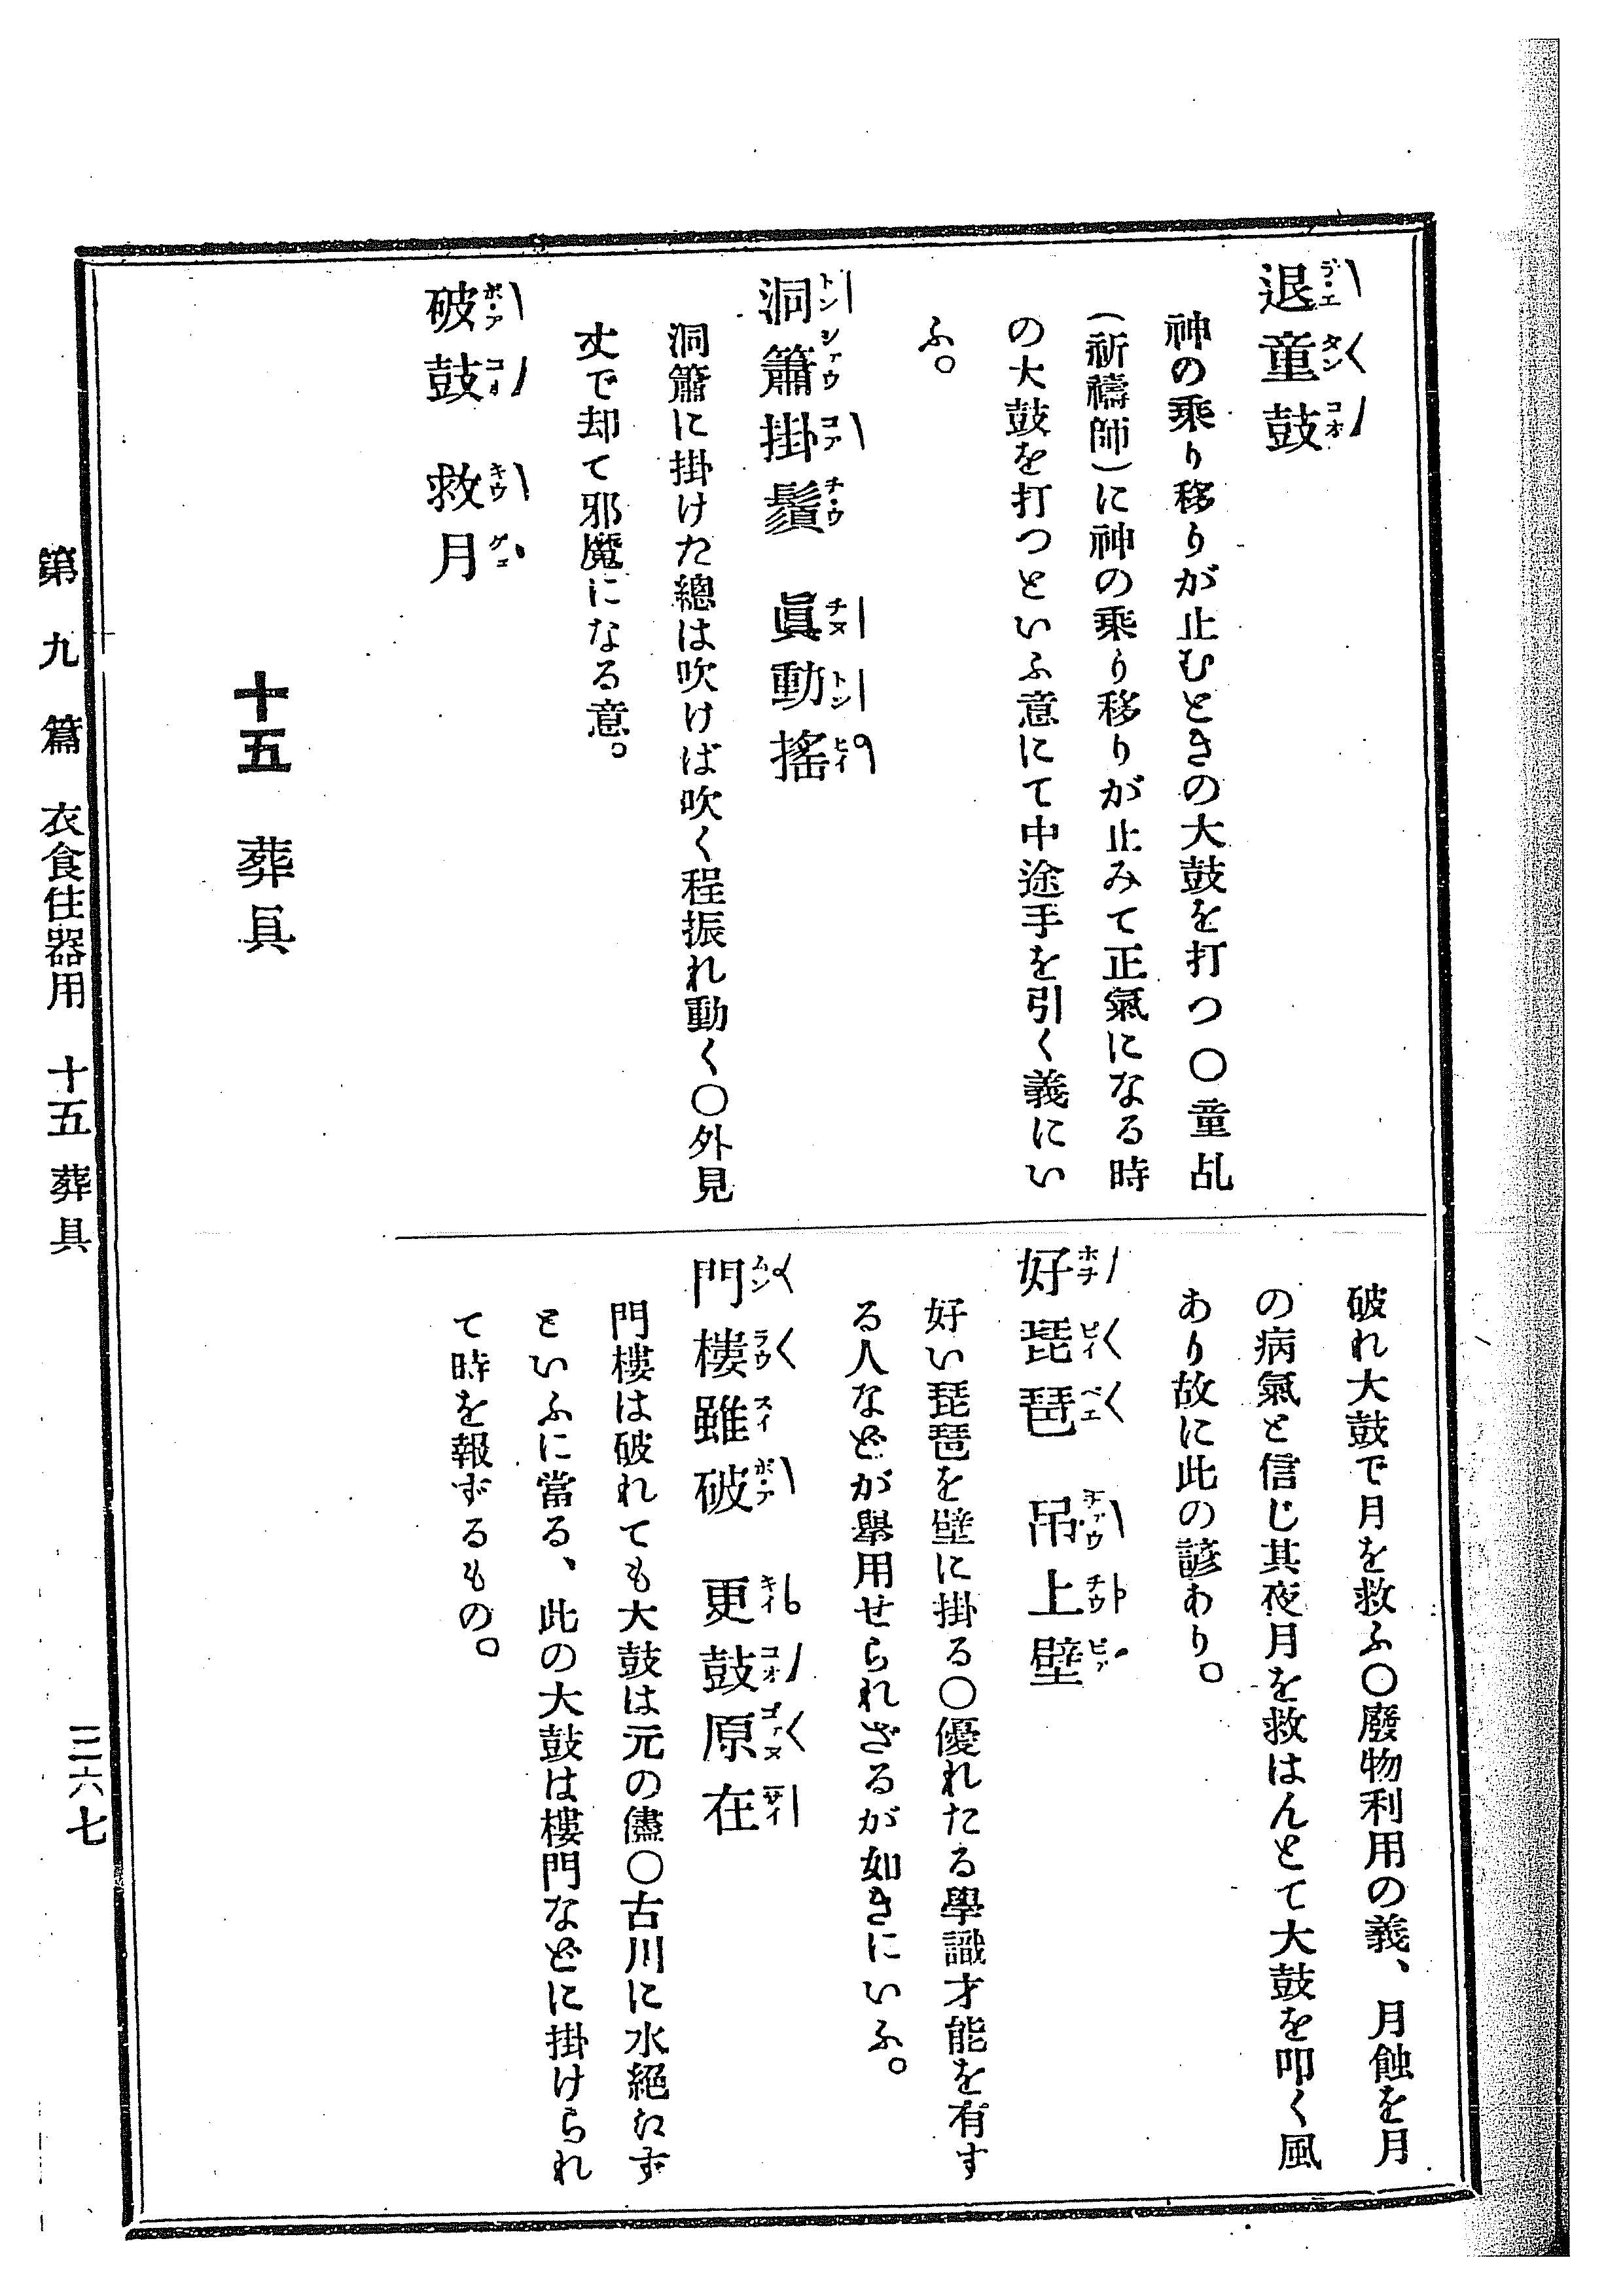 退童鼓
神の乘り移りが止むときの大鼓を打つ〇童乩
(祈禱師)に神の乘り移りが止みて正氣になる時
の大鼓を打つといふ意にて中途手を引く義にい
ふ。
洞簫掛鬚　眞動搖
洞簫に掛けた總は吹けば吹く程振れ動く〇外見
丈で却て邪魔になる意。
破鼓　救月
破れ大鼓で月を救ふ〇廢物利用の義、月蝕を月
の病氣と信じ其夜月を救はんとて大鼓を叩く風
あり故に此の諺あり。
好琵琶　吊上壁
好い琵琶を壁に掛る〇優れたる學識才能を有す
る人などが擧用せられざるが如きにいふ。
門樓雖破　更鼓原在
門樓は破れても大鼓は元の儘〇古川に水絕えず
といふに當る、此の大鼓は樓門などに掛けられ
て時を報ずるもの。
十五　葬具
第九篇　衣食住器用　十五　葬具
三六七